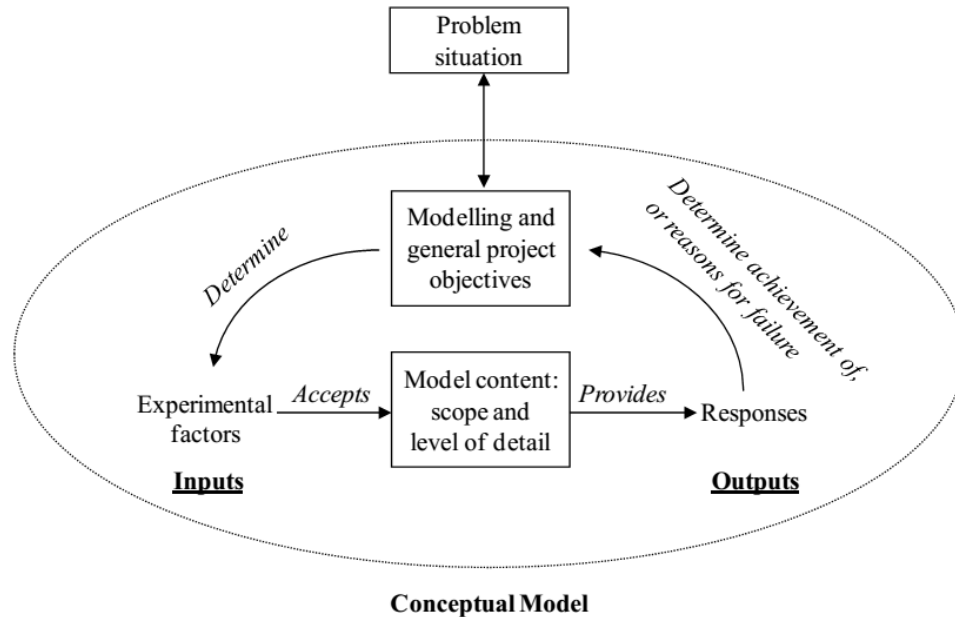 Problem
situation
Modelling and
general project
objectives
Determine
Determine achievement of,
or reasons for failure
Experimental
factors
Accepts
Model content:
scope and
level of detail
Provides
Responses
Inputs
Outputs
Conceptual Model